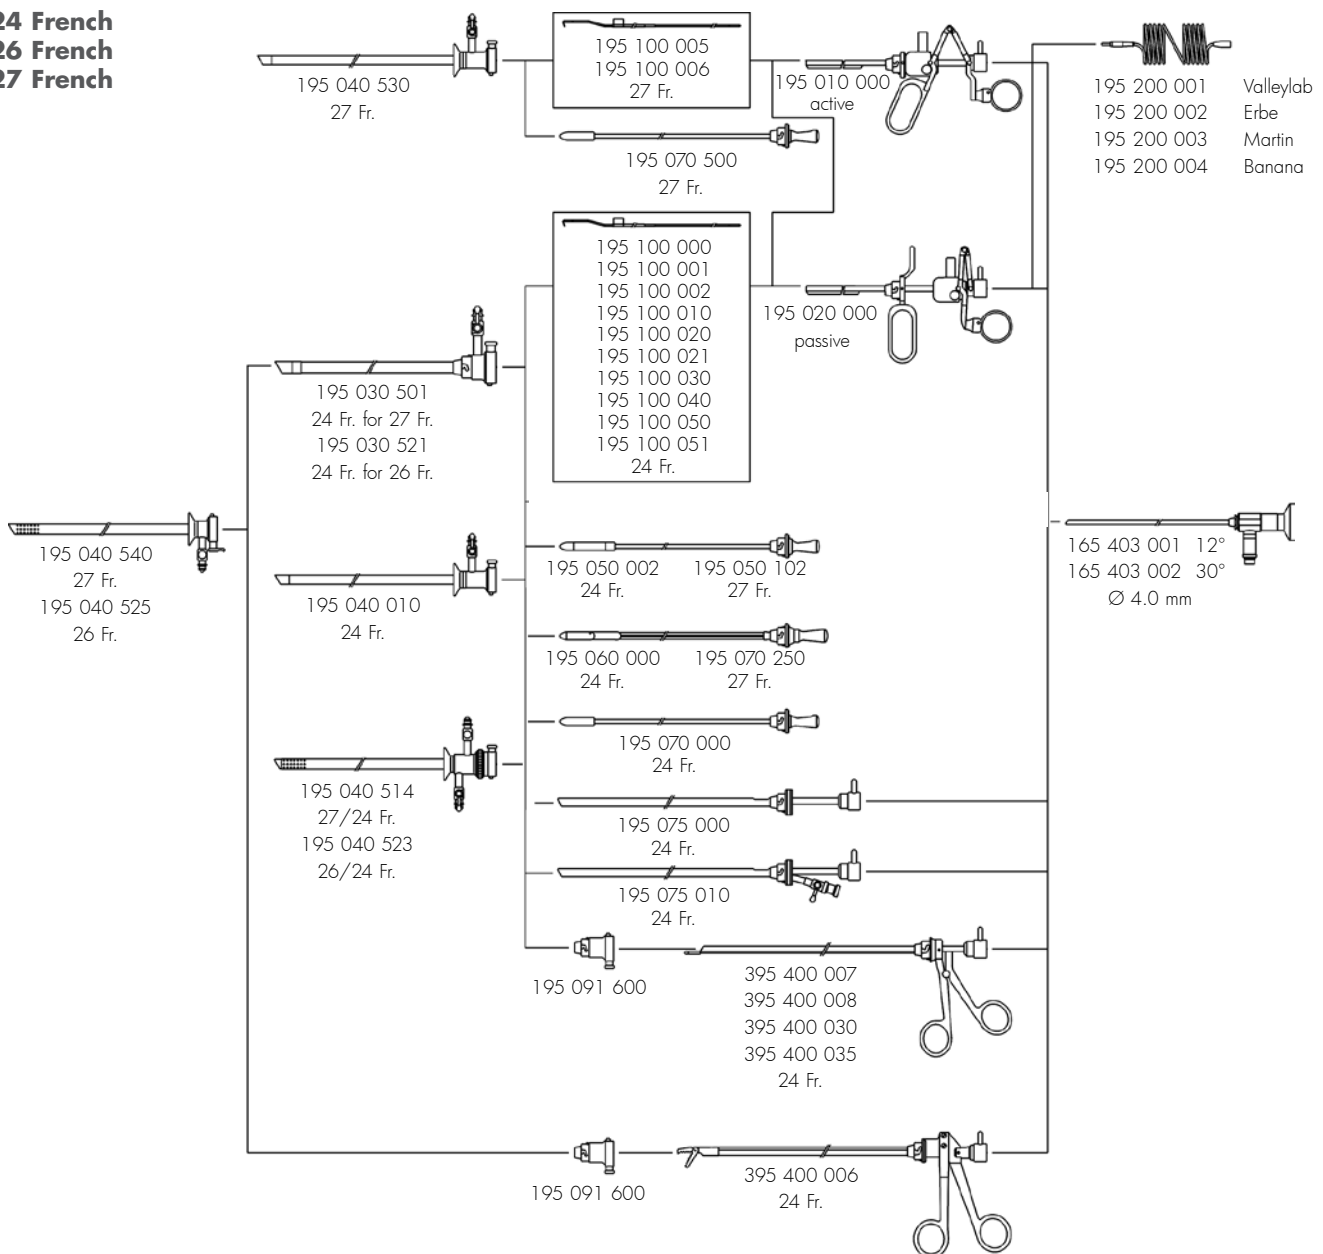 24 French
26 French
27 French
195 040 530
27 Fr.
195 100 005
195 100 006
27 Fr.
195 010 000
active
195 200 001 Valleylab
195 200 002 Erbe
195 200 003 Martin
195 200 004 Banana
195 070 500
27 Fr.
195 100 000
195 100 001
195 100 002
195 100 010
195 100 020
195 100 021
195 100 030
195 100 040
195 100 050
195 100 051
24 Fr.
195 020 000
passive
195 030 501
24 Fr. for 27 Fr.
195 030 521
24 Fr. for 26 Fr.
195 040 540
27 Fr.
195 040 525
26 Fr.
195 040 010
24 Fr.
195 050 002 195 050 102
24 Fr. 27 Fr.
165 403 001 12°
165 403 002 30°
Ø 4.0 mm
195 060 000 195 070 250
24 Fr. 27 Fr.
195 070 000
24 Fr.
195 040 514
27/24 Fr.
195 040 523
26/24 Fr.
195 075 000
24 Fr.
195 075 010
24 Fr.
195 091 600
395 400 007
395 400 008
395 400 030
395 400 035
24 Fr.
195 091 600
395 400 006
24 Fr.